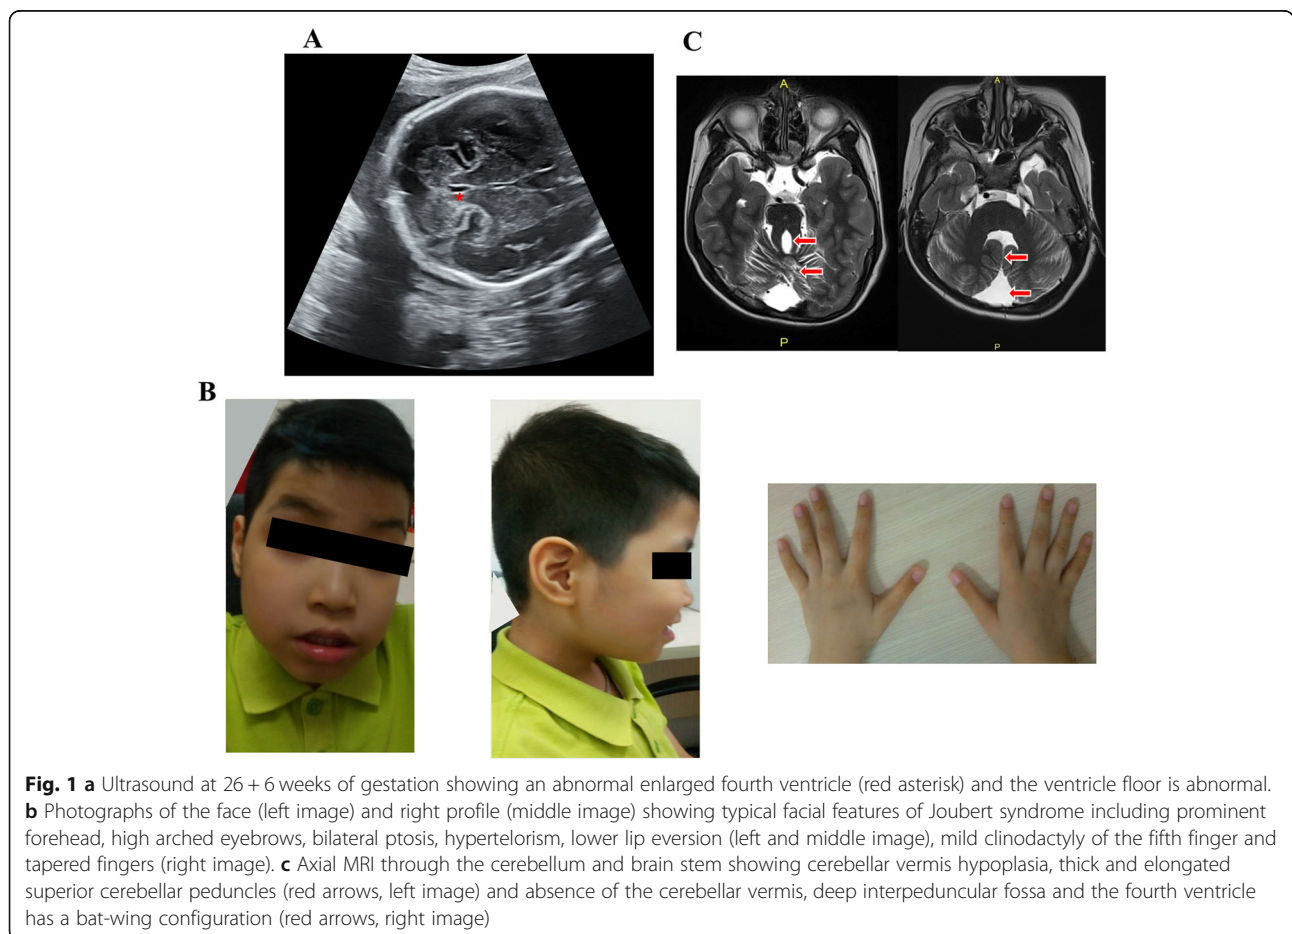 A
C
A
A
*
P
P
B
Fig. 1 a Ultrasound at 26 + 6 weeks of gestation showing an abnormal enlarged fourth ventricle (red asterisk) and the ventricle floor is abnormal.
b Photographs of the face (left image) and right profile (middle image) showing typical facial features of Joubert syndrome including prominent
forehead, high arched eyebrows, bilateral ptosis, hypertelorism, lower lip eversion (left and middle image), mild clinodactyly of the fifth finger and
tapered fingers (right image). c Axial MRI through the cerebellum and brain stem showing cerebellar vermis hypoplasia, thick and elongated
superior cerebellar peduncles (red arrows, left image) and absence of the cerebellar vermis, deep interpeduncular fossa and the fourth ventricle
has a bat-wing configuration (red arrows, right image)